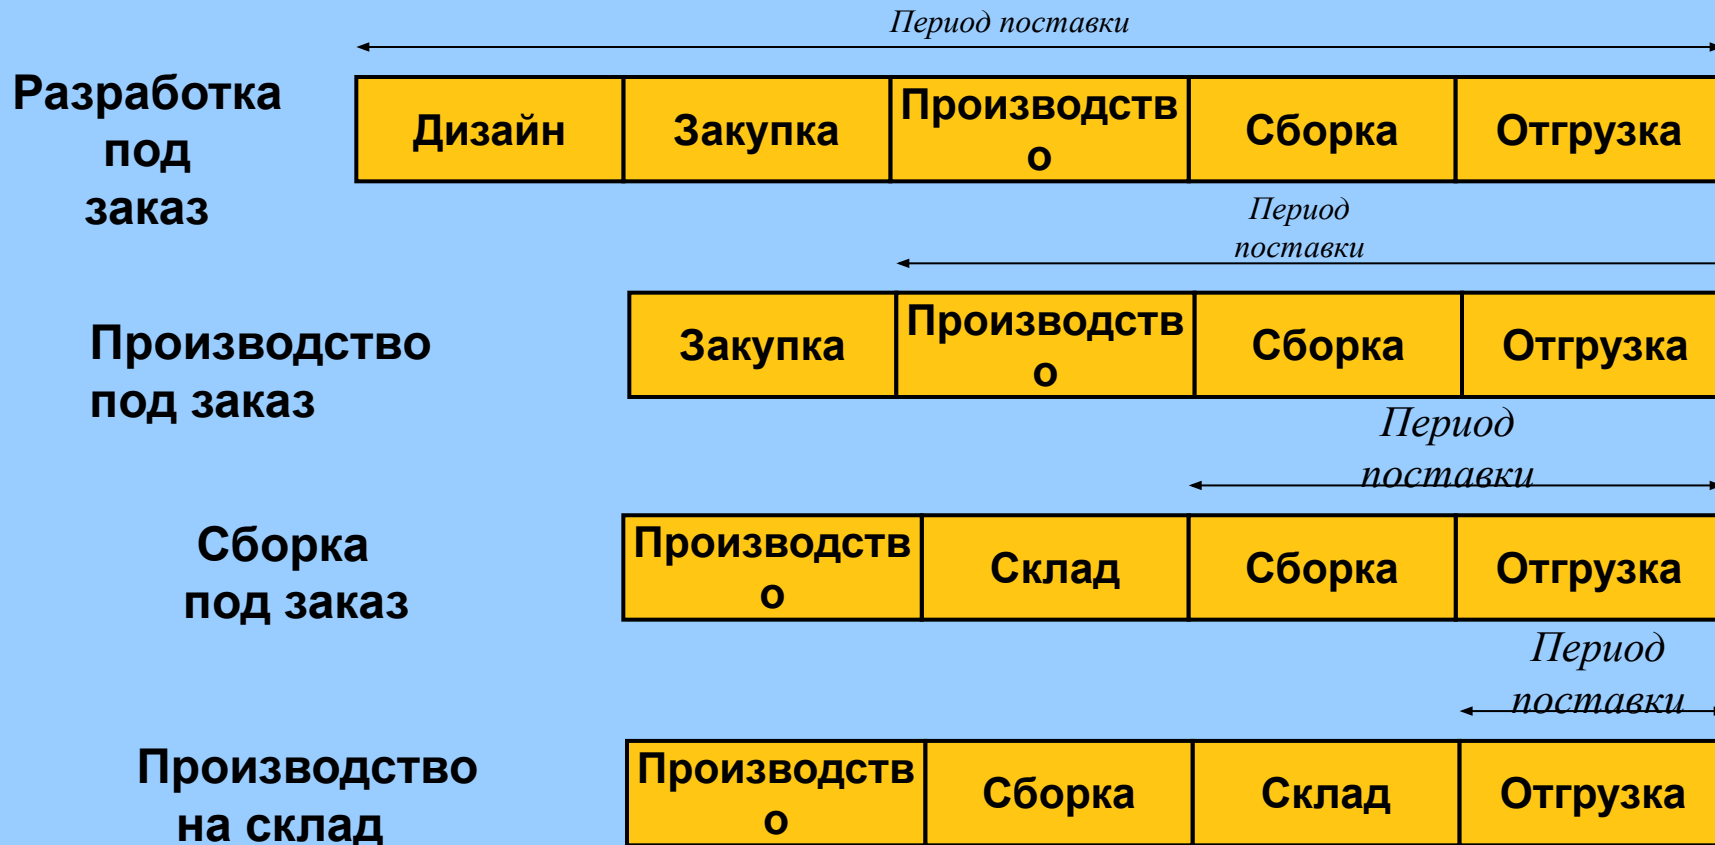 Период поставки
Разработка
под
заказ
Дизайн
Закупка
Производств
о
Сборка
Отгрузка
Период
поставки
Производство
под заказ
Закупка
Производств
о
Сборка
Отгрузка
Период
поставки
Сборка
под заказ
Производств
о
Склад
Сборка
Отгрузка
Период
поставки
Производство
на склад
Производств
о
Сборка
Склад
Отгрузка